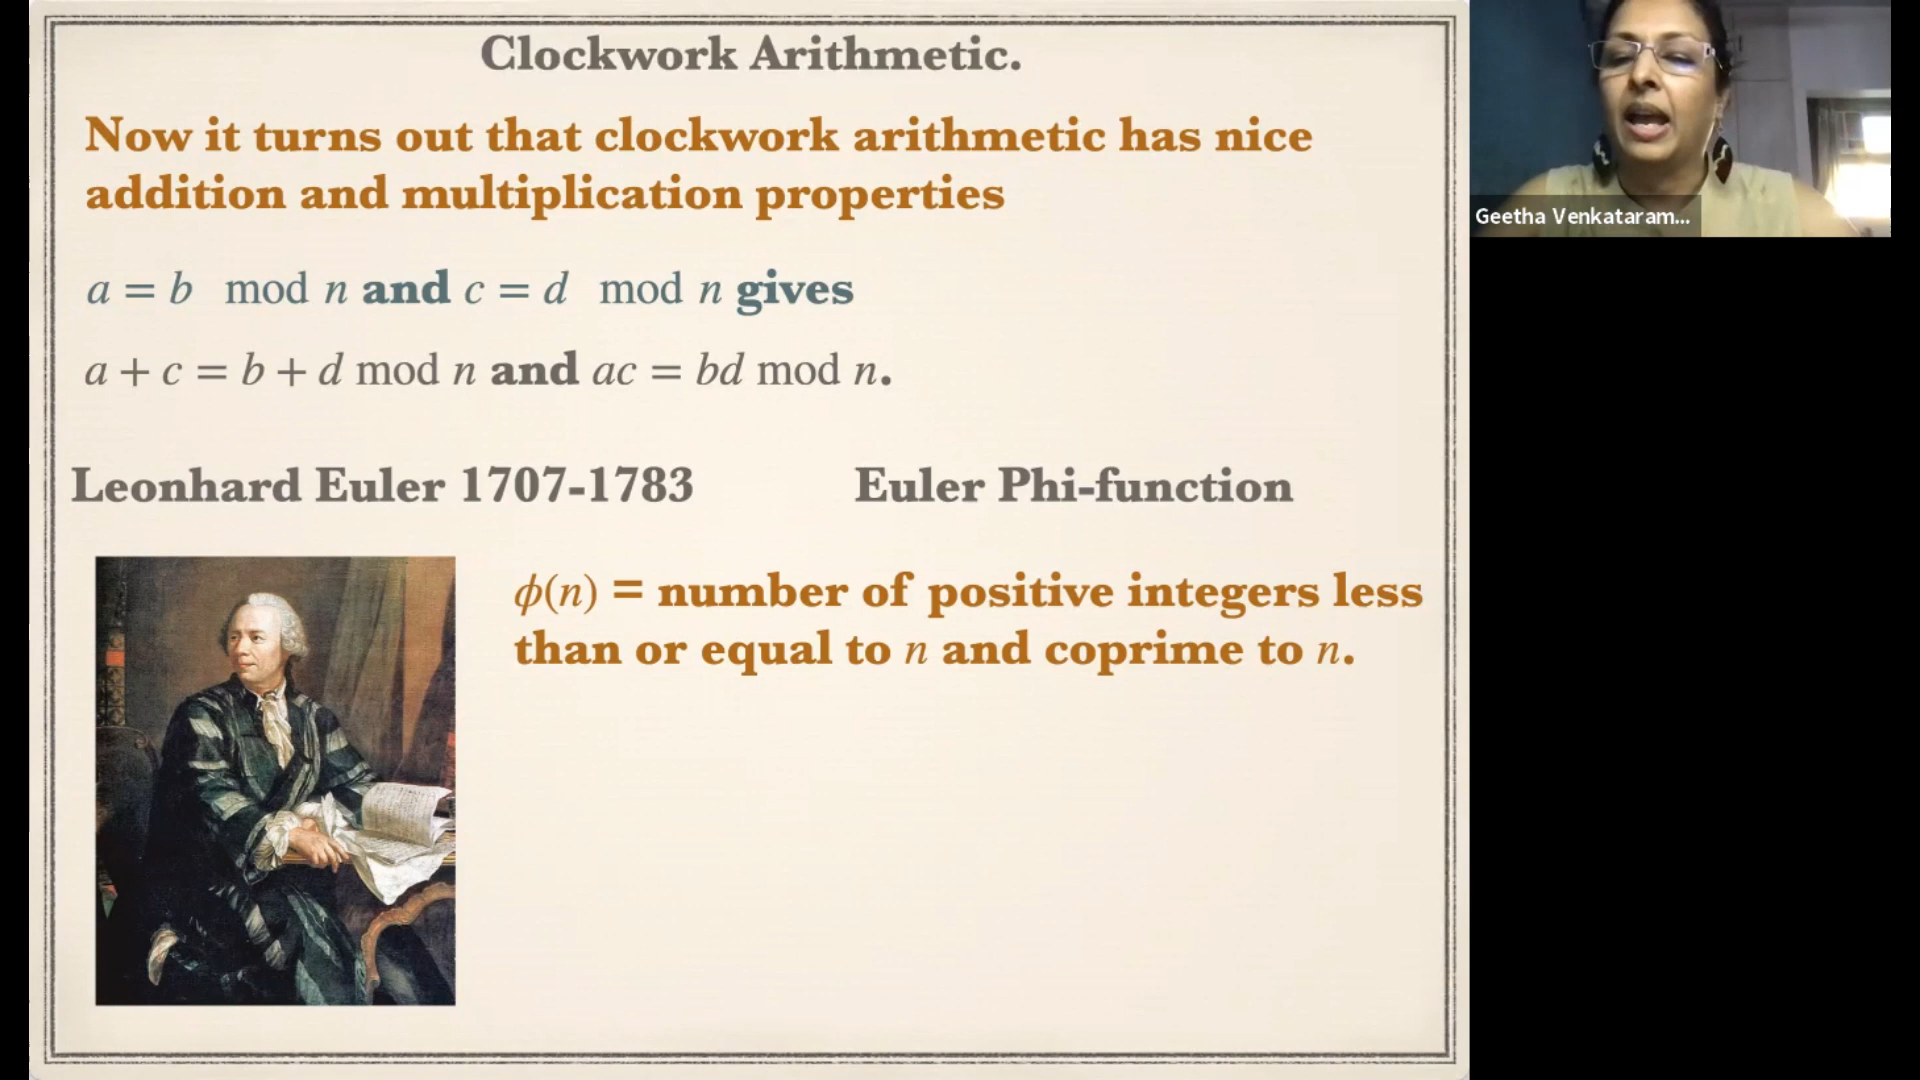 Clockwork Arithmetic.
Now it turns out that clockwork arithmetic has nice
addition and multiplication properties
a = b mod n and c = d mod n gives
a + c = b + d mod n and ac = bd mod n.
Leonhard Euler 1707-1783
Euler Phi-function
ϕ(n) = number of positive integers less
than or equal to n and coprime to n.
Geetha Venkataram...